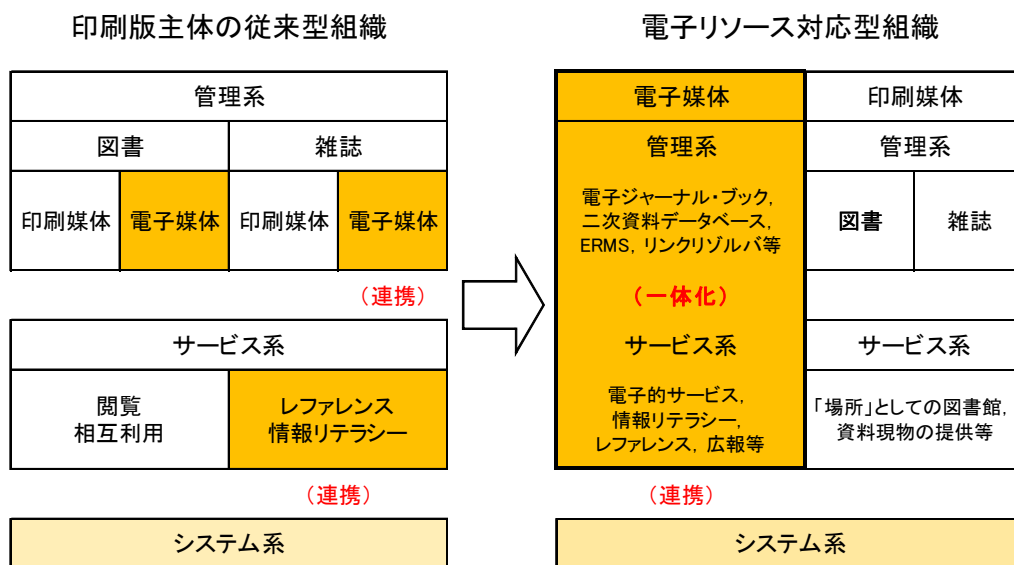 印刷版主体の従来型組織
管理系
図書
雑誌
印刷媒体
電子媒体
印刷媒体
電子媒体
（連携）
サービス系
閲覧
相互利用
レファレンス
情報リテラシー
（連携）
システム系
電子リソース対応型組織
電子媒体
管理系
電子ジャーナル・ブック，
二次資料データベース，
ERMS，リンクリゾルバ等
（一体化）
サービス系
電子的サービス，
情報リテラシー，
レファレンス，広報等
印刷媒体
管理系
図書
雑誌
サービス系
「場所」としての図書館，
資料現物の提供等
（連携）
システム系